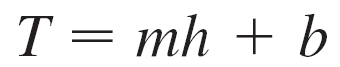 T = mh + b